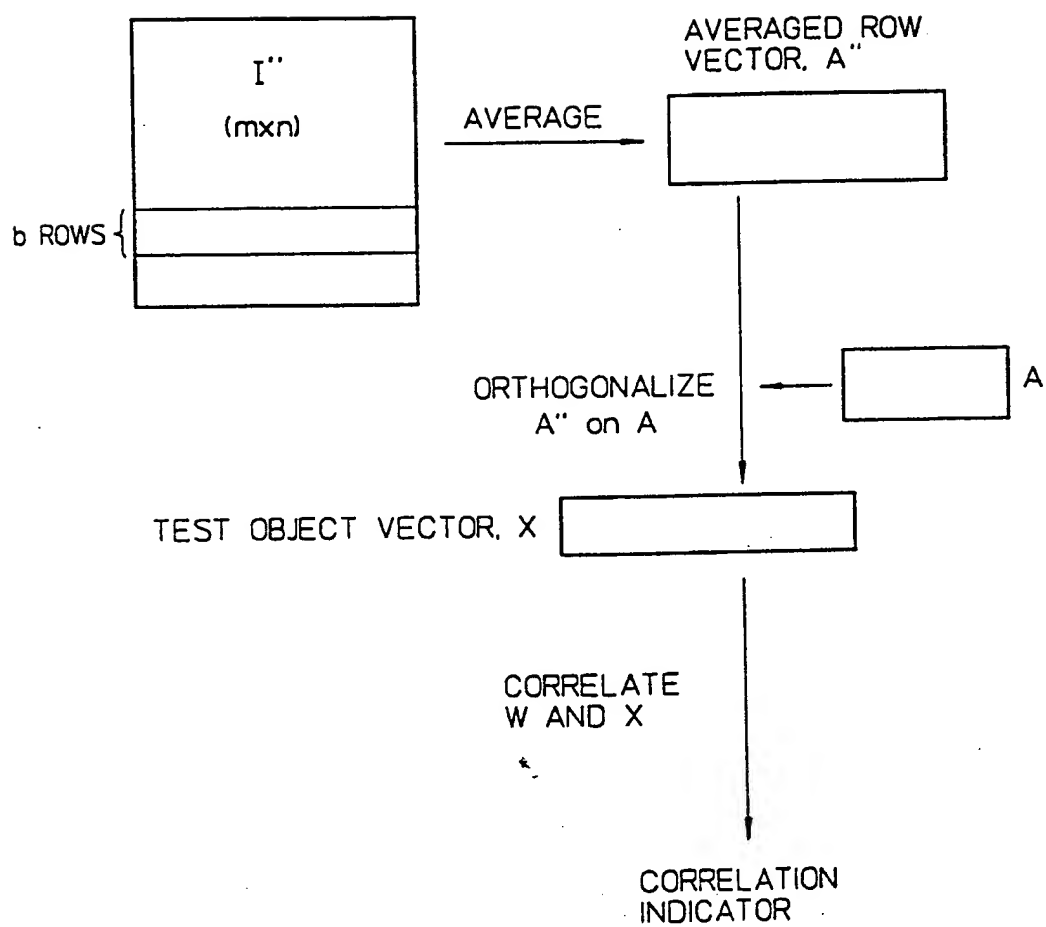 I''
(mxn)
b ROWS
AVERAGE
AVERAGED ROW
VECTOR, A''
ORTHOGONALIZE
A'' on A
A
TEST OBJECT VECTOR, X
CORRELATE
W AND X
CORRELATION
INDICATOR